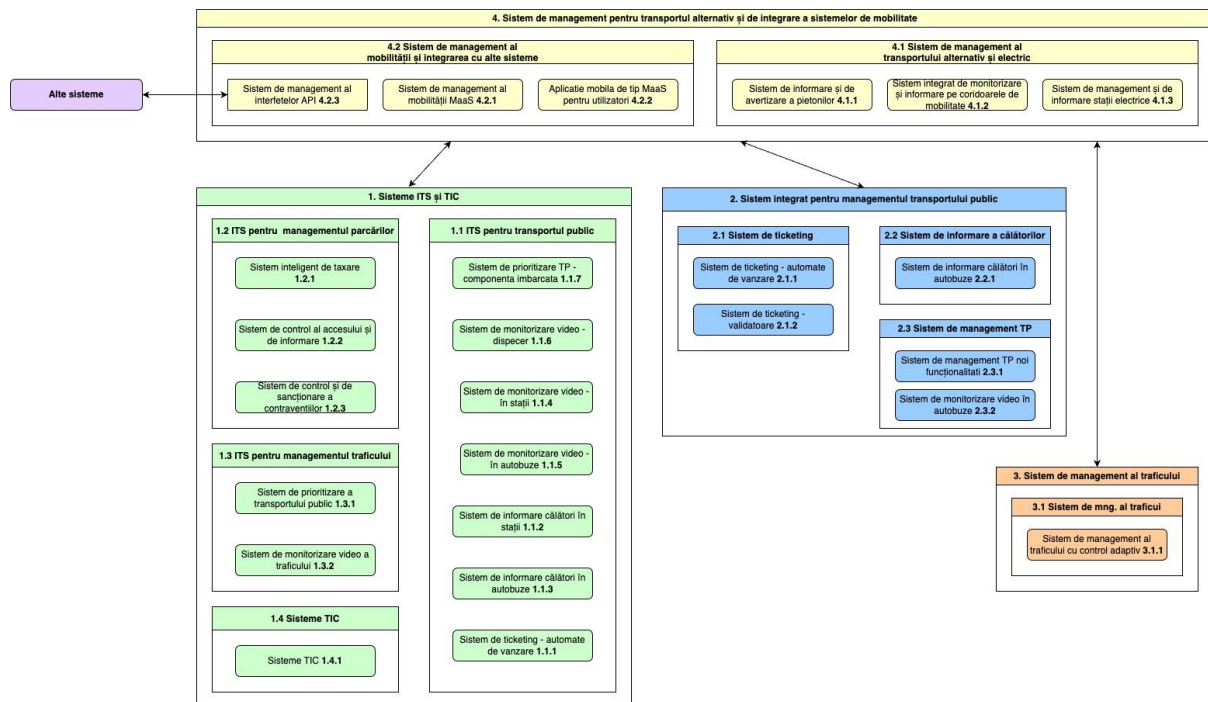 4. Sistem de management pentru transportul alternativ și de integrare a sistemelor de mobilitate
4.2 Sistem de management al
mobilității și integrarea cu alte sisteme
Sistem de management al
interfetelor API 4.2.3
Sistem de management al
mobilității MaaS 4.2.1
Aplicatie mobila de tip MaaS
pentru utilizatori 4.2.2
4.1 Sistem de management al
transportului alternativ și electric
Sistem de informare și de
avertizare a pietonilor 4.1.1
Sistem integrat de monitorizare
și informare pe coridoarele de
mobilitate 4.1.2
Sistem de management și de
informare stații electrice 4.1.3
Alte sisteme
1. Sisteme ITS și TIC
1.2 ITS pentru managementul parcărilor
Sistem inteligent de taxare
1.2.1
Sistem de control al accesului și
de informare 1.2.2
Sistem de control și de
sancționare a
contraventiilor 1.2.3
1.3 ITS pentru managementul traficului
Sistem de prioritizare a
transportului public 1.3.1
Sistem de monitorizare video a
traficului 1.3.2
1.4 Sisteme TIC
Sisteme TIC 1.4.1
1.1 ITS pentru transportul public
Sistem de prioritizare TP -
componenta imbarcata 1.1.7
Sistem de monitorizare video -
dispecer 1.1.6
Sistem de monitorizare video -
în stații 1.1.4
Sistem de monitorizare video -
în autobuze 1.1.5
Sistem de informare călători în
stații 1.1.2
Sistem de informare călători în
autobuze 1.1.3
Sistem de ticketing - automate
de vanzare 1.1.1
2. Sistem integrat pentru managementul transportului public
2.1 Sistem de ticketing
Sistem de ticketing - automate
de vanzare 2.1.1
Sistem de ticketing -
validatoare 2.1.2
2.2 Sistem de informare a călătorilor
Sistem de informare călători în
autobuze 2.2.1
2.3 Sistem de management TP
Sistem de management TP noi
funcționalitati 2.3.1
Sistem de monitorizare video în
autobuze 2.3.2
3. Sistem de management al traficului
3.1 Sistem de mng. al traficui
Sistem de management al
traficului cu control adaptiv 3.1.1